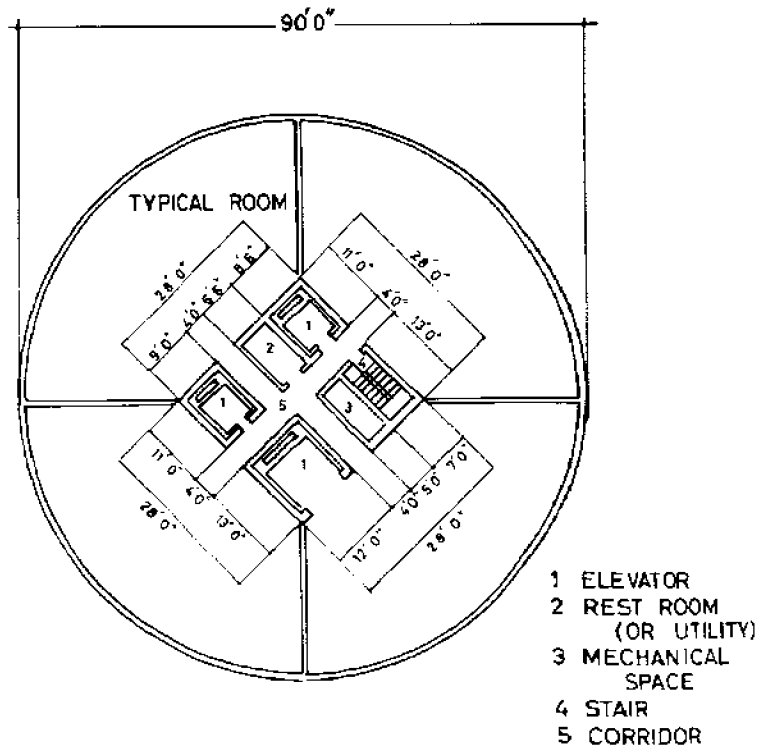 90'0"
TYPICAL ROOM
28'0"
9'0" 4'0" 6'6" 8'6"
11'0" 4'0" 13'0"
28'0"
1
2
4
1
3
5
1
11'0" 4'0" 13'0"
28'0"
12'0" 4'0" 5'0" 7'0"
28'0"
1 ELEVATOR
2 REST ROOM
(OR UTILITY)
3 MECHANICAL
SPACE
4 STAIR
5 CORRIDOR